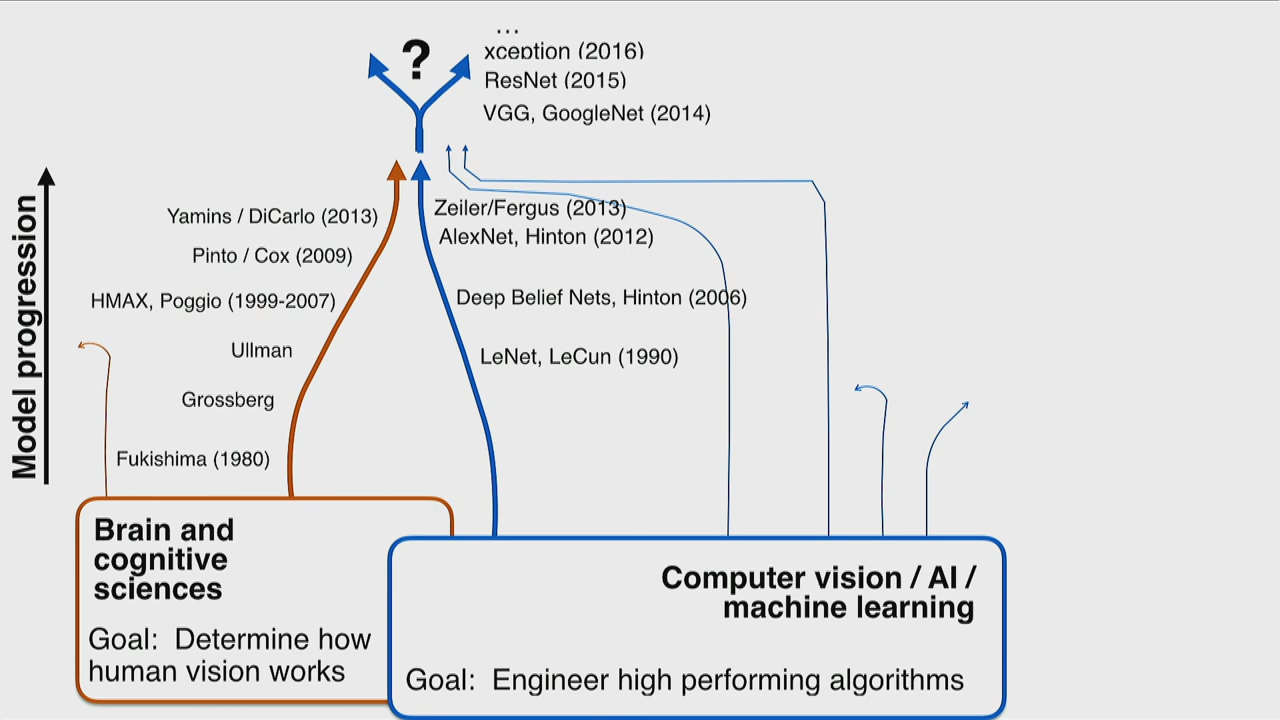 ...
xception (2016)
?
ResNet (2015)
VGG, GoogleNet (2014)
Model progression
Yamins / DiCarlo (2013)
Zeiler/Fergus (2013)
AlexNet, Hinton (2012)
Pinto / Cox (2009)
HMAX, Poggio (1999-2007)
Deep Belief Nets, Hinton (2006)
Ullman
LeNet, LeCun (1990)
Grossberg
Fukishima (1980)
Brain and
cognitive
sciences
Goal: Determine how
human vision works
Computer vision / AI /
machine learning
Goal: Engineer high performing algorithms